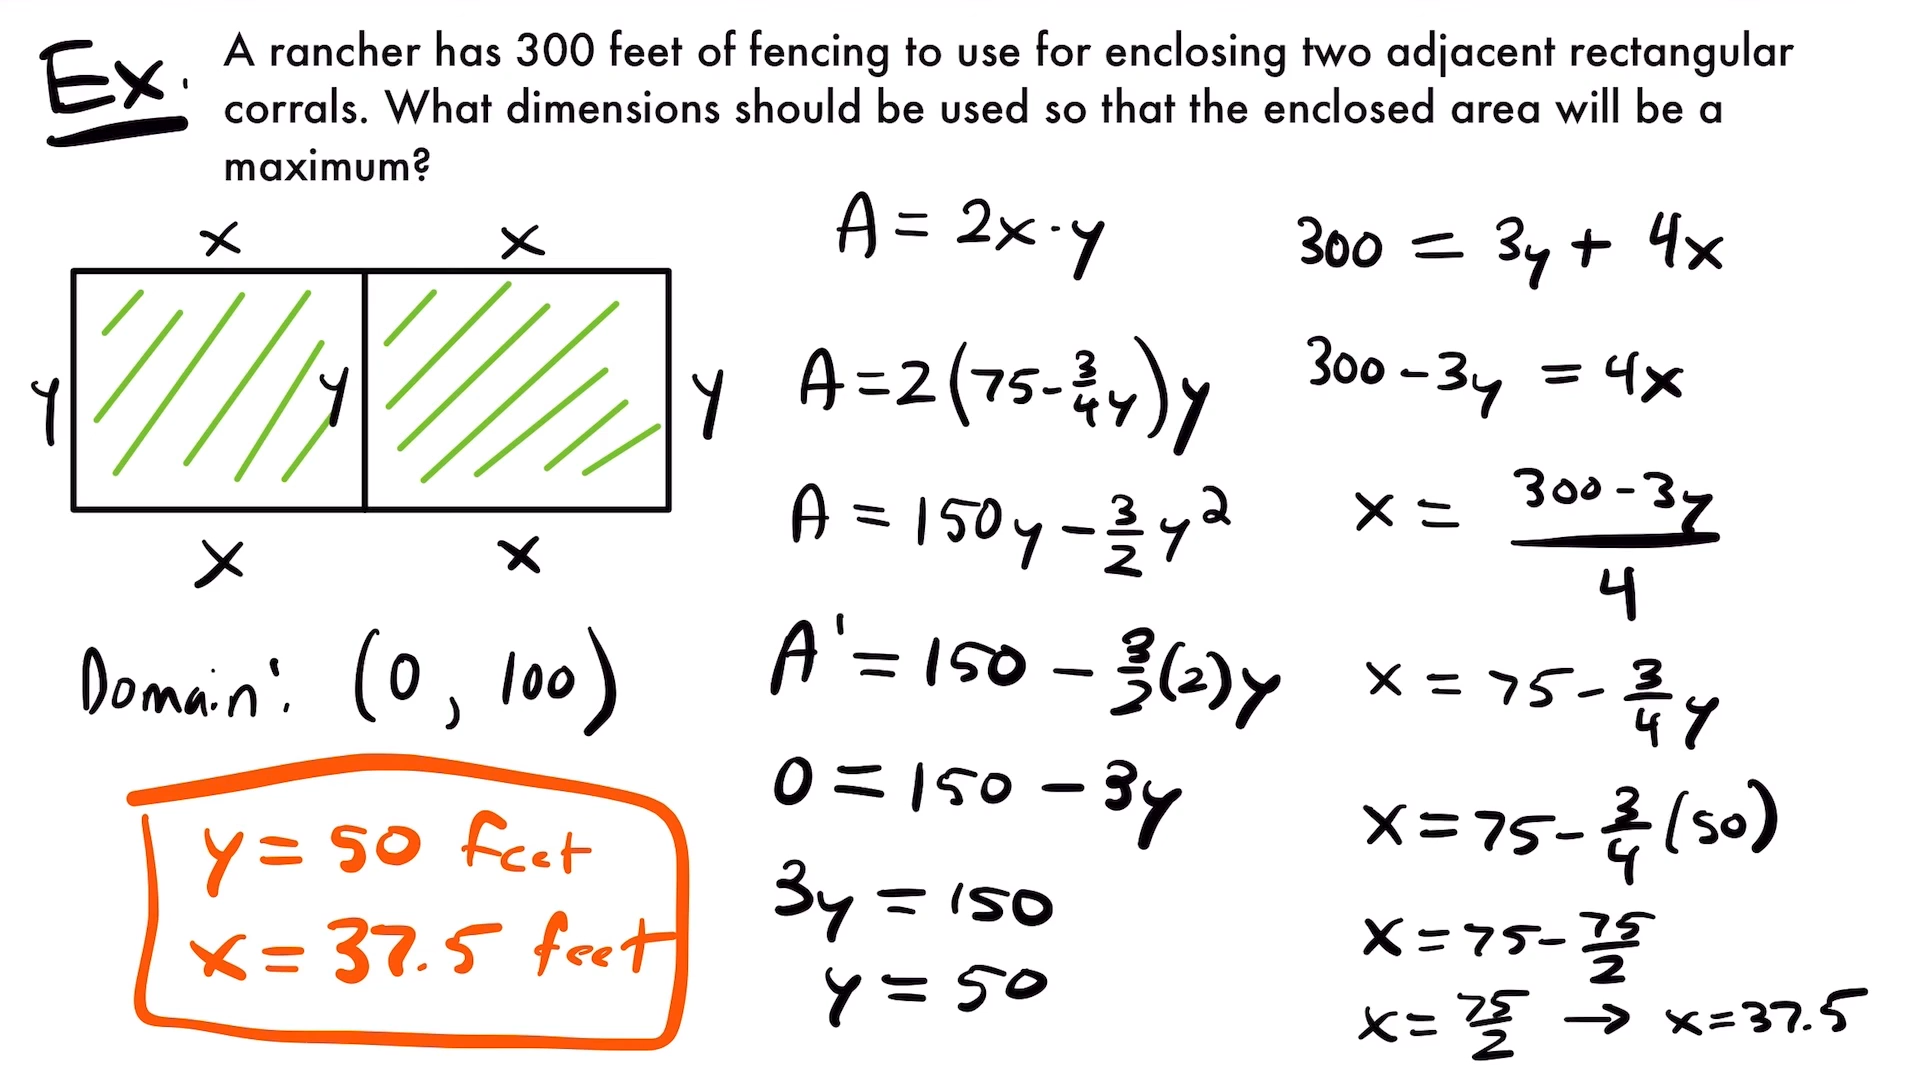 Ex.
A rancher has 300 feet of fencing to use for enclosing two adjacent rectangular
corrals. What dimensions should be used so that the enclosed area will be a
maximum?
x x
y y y
x x
Domain: (0, 100)
y = 50 feet
x = 37.5 feet
A = 2x·y
A = 2(75 - 3/4 y)y
A = 150y - 3/2 y²
A' = 150 - 3/2 (2)y
0 = 150 - 3y
3y = 150
y = 50
300 = 3y + 4x
300 - 3y = 4x
x = 300 - 3y / 4
x = 75 - 3/4 y
x = 75 - 3/4 (50)
x = 75 - 75/2
x = 75/2 → x = 37.5